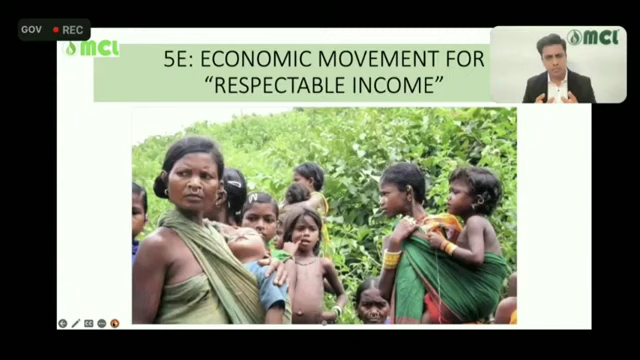 GOV REC
mcl
mcl
5E: ECONOMIC MOVEMENT FOR
“RESPECTABLE INCOME”